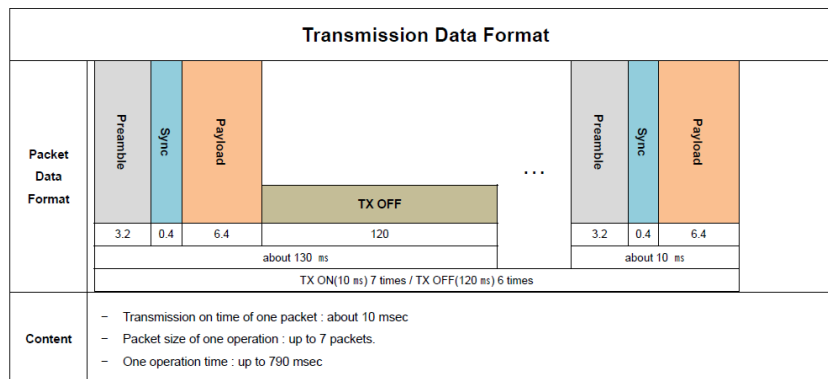 Transmission Data Format
Packet
Data
Format
Preamble
Sync
Payload
TX OFF
...
Preamble
Sync
Payload
3.2
0.4
6.4
120
3.2
0.4
6.4
about 130 ms
about 10 ms
TX ON(10 ms) 7 times / TX OFF(120 ms) 6 times
Content
− Transmission on time of one packet : about 10 msec
− Packet size of one operation : up to 7 packets.
− One operation time : up to 790 msec